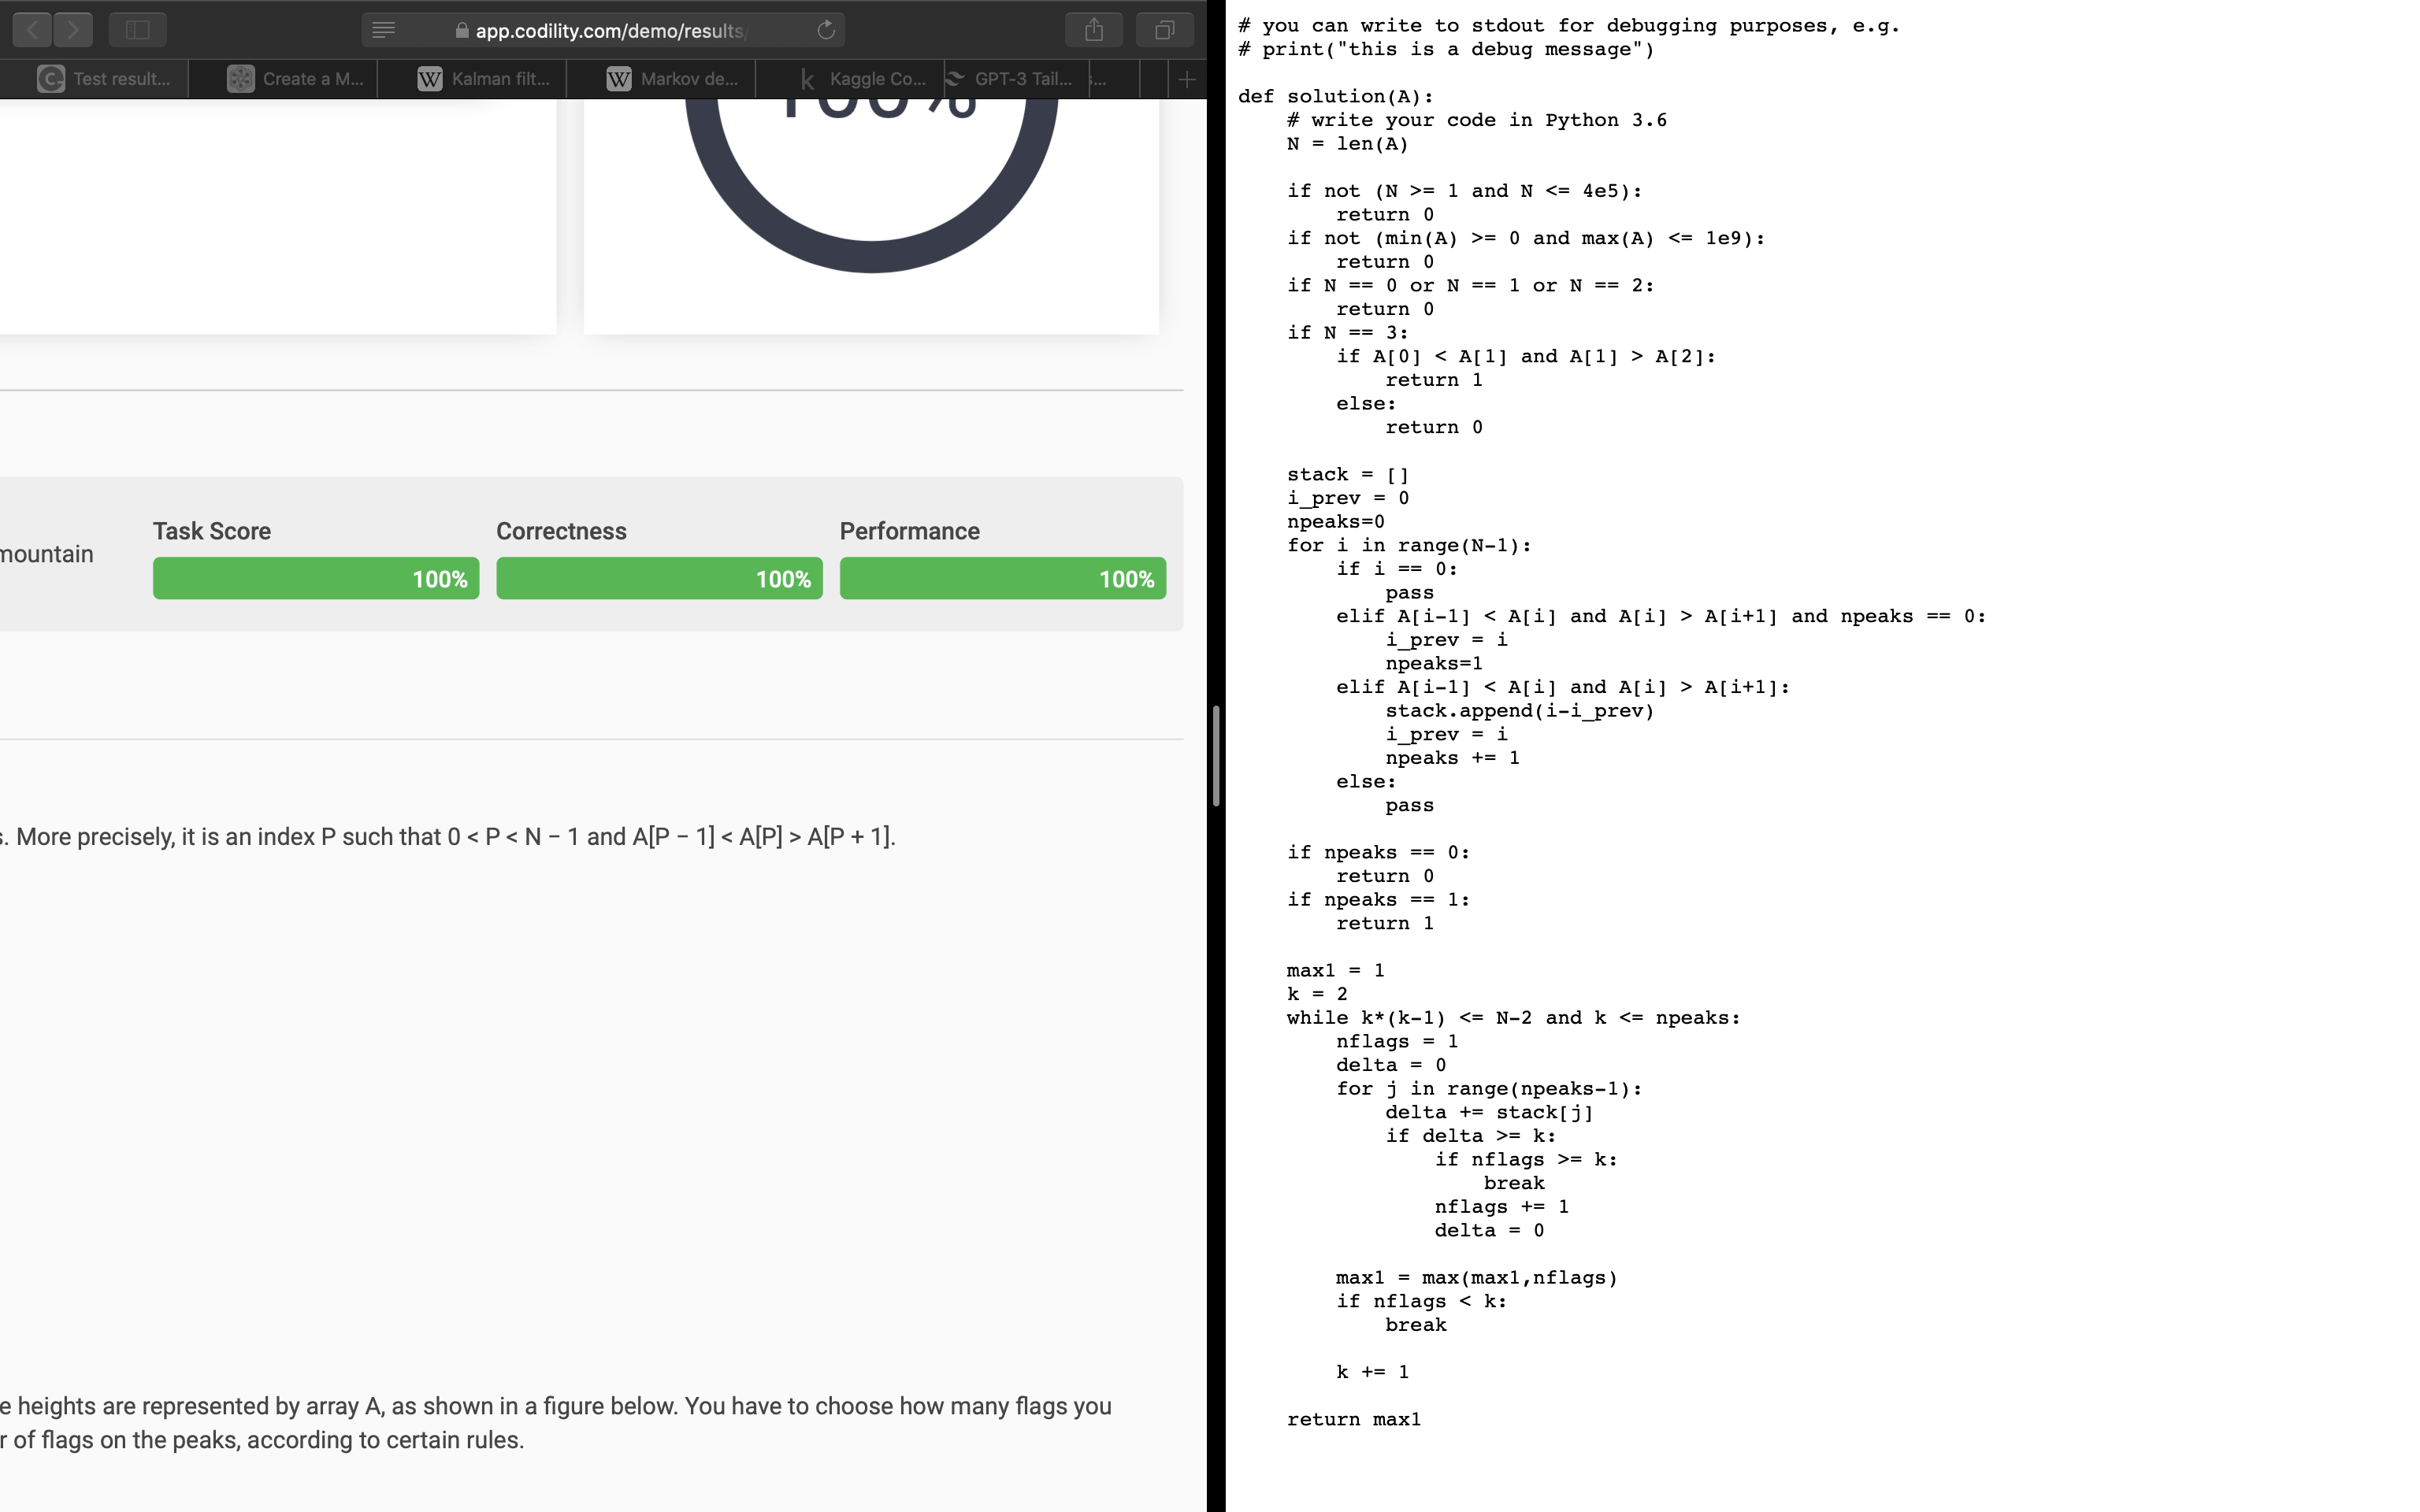 app.codility.com/demo/results/
Test result...
Create a M...
Kalman filt...
Markov de...
Kaggle Co...
GPT-3 Tail...
100%
mountain
Task Score
Correctness
Performance
100%
100%
100%
s. More precisely, it is an index P such that 0 < P < N − 1 and A[P − 1] < A[P] > A[P + 1].
e heights are represented by array A, as shown in a figure below. You have to choose how many flags you
r of flags on the peaks, according to certain rules.
# you can write to stdout for debugging purposes, e.g.
# print("this is a debug message")
def solution(A):
    # write your code in Python 3.6
    N = len(A)
    if not (N >= 1 and N <= 4e5):
        return 0
    if not (min(A) >= 0 and max(A) <= 1e9):
        return 0
    if N == 0 or N == 1 or N == 2:
        return 0
    if N == 3:
        if A[0] < A[1] and A[1] > A[2]:
            return 1
        else:
            return 0
    stack = []
    i_prev = 0
    npeaks=0
    for i in range(N-1):
        if i == 0:
            pass
        elif A[i-1] < A[i] and A[i] > A[i+1] and npeaks == 0:
            i_prev = i
            npeaks=1
        elif A[i-1] < A[i] and A[i] > A[i+1]:
            stack.append(i-i_prev)
            i_prev = i
            npeaks += 1
        else:
            pass
    if npeaks == 0:
        return 0
    if npeaks == 1:
        return 1
    max1 = 1
    k = 2
    while k*(k-1) <= N-2 and k <= npeaks:
        nflags = 1
        delta = 0
        for j in range(npeaks-1):
            delta += stack[j]
            if delta >= k:
                if nflags >= k:
                    break
                nflags += 1
                delta = 0
        max1 = max(max1,nflags)
        if nflags < k:
            break
        k += 1
    return max1